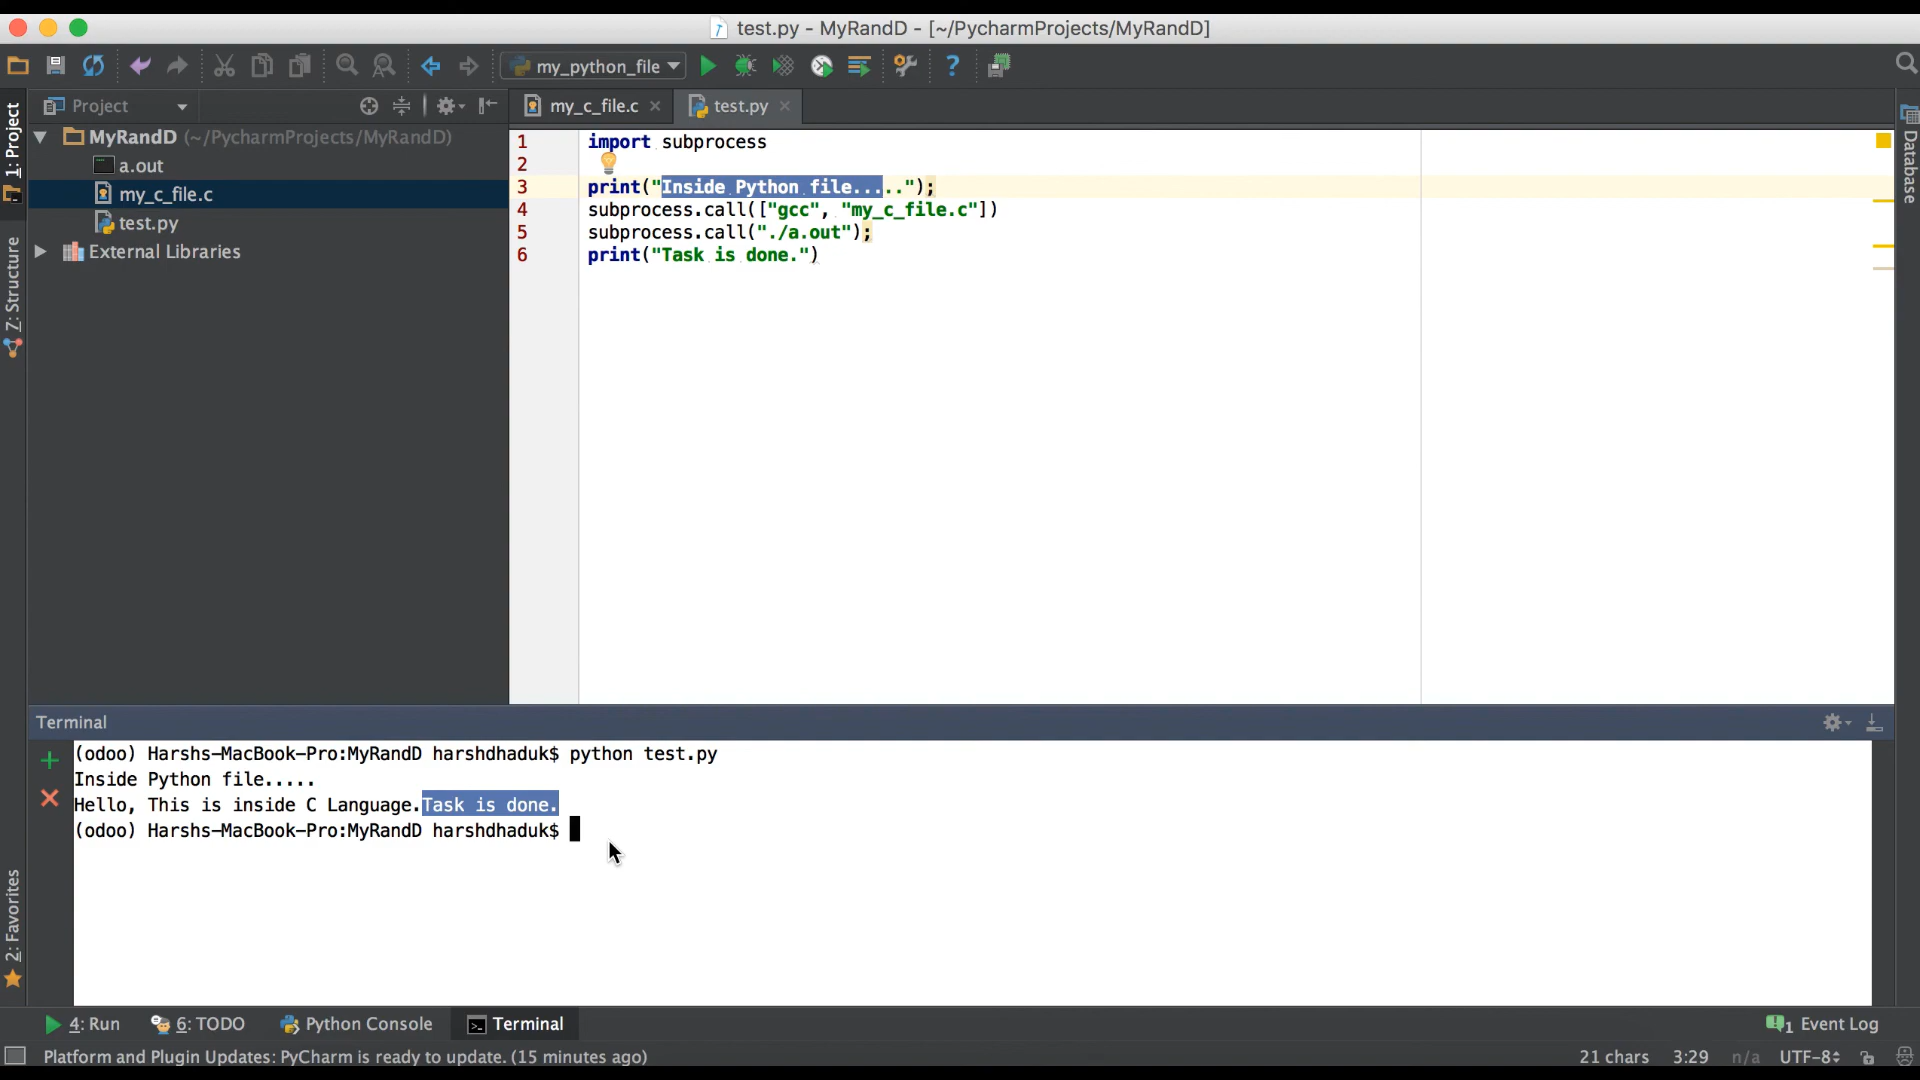 test.py - MyRandD - [~/PycharmProjects/MyRandD]
my_python_file
?
1: Project
Project
my_c_file.c
test.py
MyRandD (~/PycharmProjects/MyRandD)
a.out
my_c_file.c
test.py
External Libraries
7: Structure
2: Favorites
Database
1 import subprocess
2
3 print("Inside Python file.....");
4 subprocess.call(["gcc", "my_c_file.c"])
5 subprocess.call("./a.out");
6 print("Task is done.")
Terminal
(odoo) Harshs-MacBook-Pro:MyRandD harshdhaduk$ python test.py
Inside Python file.....
Hello, This is inside C Language.Task is done.
(odoo) Harshs-MacBook-Pro:MyRandD harshdhaduk$
4: Run
6: TODO
Python Console
Terminal
1 Event Log
Platform and Plugin Updates: PyCharm is ready to update. (15 minutes ago)
21 chars
3:29
n/a
UTF-8